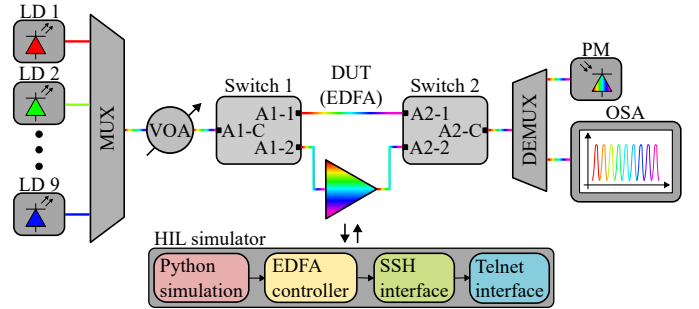 LD 1
LD 2
LD 9
MUX
VOA
Switch 1
A1-C
A1-1
A1-2
DUT
(EDFA)
Switch 2
A2-1
A2-C
A2-2
DEMUX
PM
OSA
HIL simulator
Python
simulation
EDFA
controller
SSH
interface
Telnet
interface